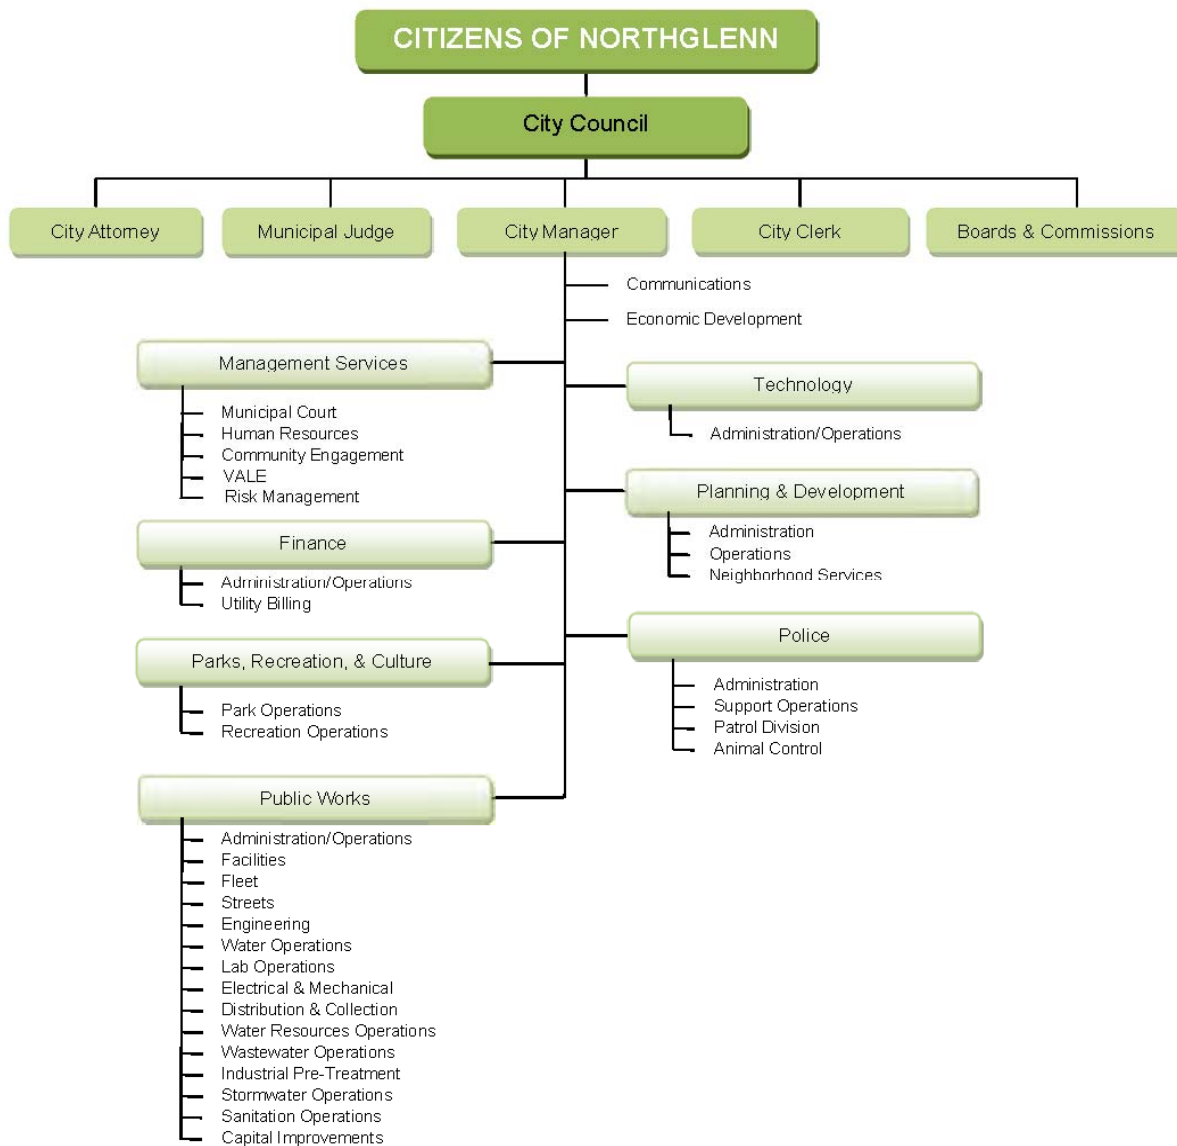 CITIZENS OF NORTHGLENN
City Council
City Attorney
Municipal Judge
City Manager
City Clerk
Boards & Commissions
Communications
Economic Development
Management Services
Municipal Court
Human Resources
Community Engagement
VALE
Risk Management
Technology
Administration/Operations
Planning & Development
Administration
Operations
Neighborhood Services
Finance
Administration/Operations
Utility Billing
Police
Administration
Support Operations
Patrol Division
Animal Control
Parks, Recreation, & Culture
Park Operations
Recreation Operations
Public Works
Administration/Operations
Facilities
Fleet
Streets
Engineering
Water Operations
Lab Operations
Electrical & Mechanical
Distribution & Collection
Water Resources Operations
Wastewater Operations
Industrial Pre-Treatment
Stormwater Operations
Sanitation Operations
Capital Improvements